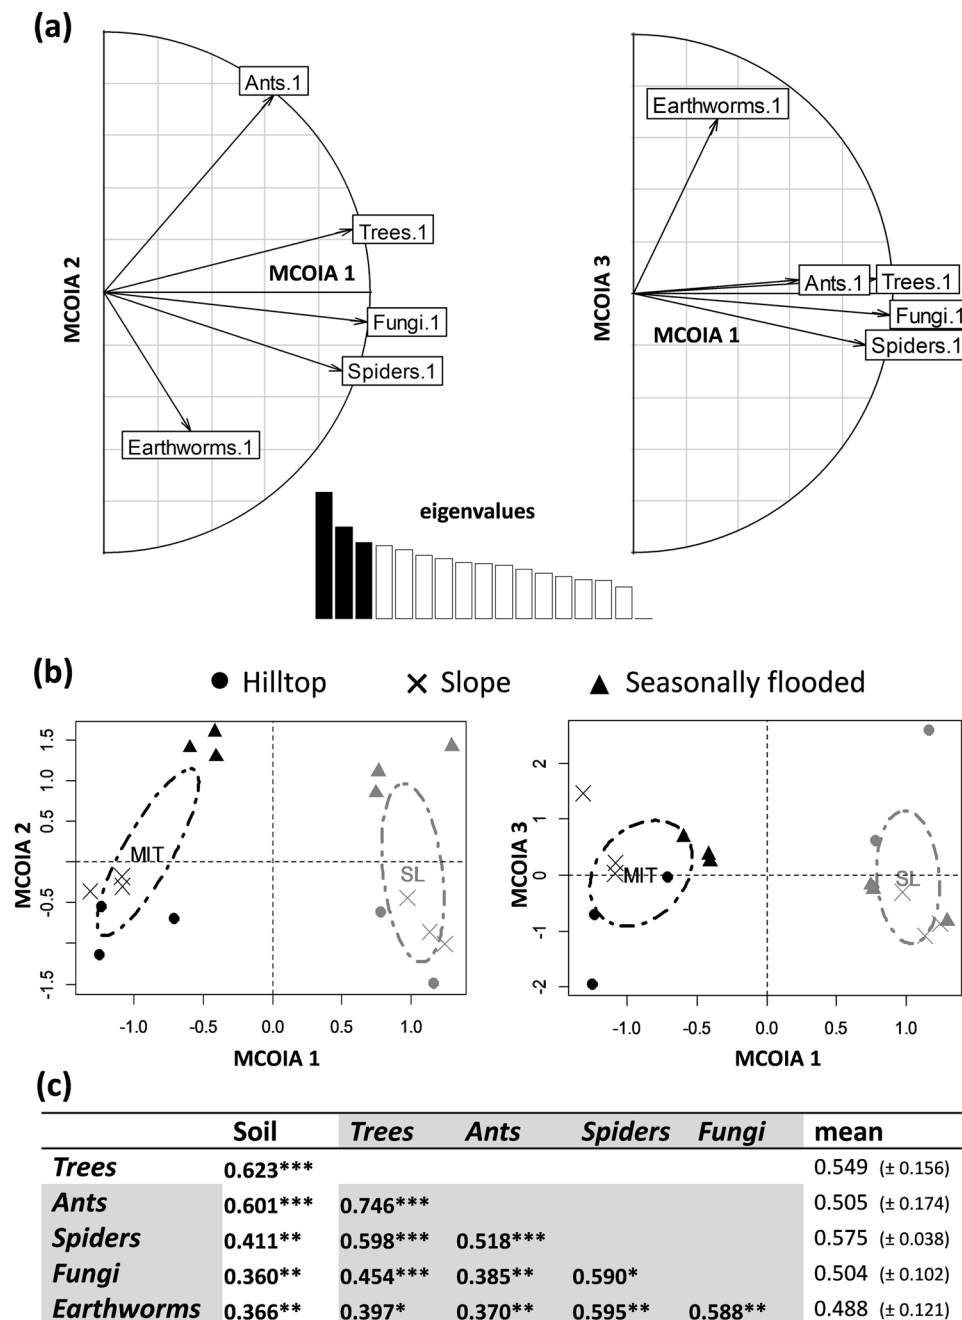 (a)
Ants.1
Trees.1
MCOIA 1
MCOIA 2
Fungi.1
Spiders.1
Earthworms.1
Earthworms.1
MCOIA 3
Ants.1
Trees.1
Fungi.1
MCOIA 1
Spiders.1
eigenvalues
(b)
Hilltop
Slope
Seasonally flooded
1.5
1.0
0.5
-0.5
-1.5
MCOIA 2
MIT
SL
-1.0
-0.5
0.0
0.5
1.0
MCOIA 1
2
1
0
-1
-2
MCOIA 3
MIT
SL
-1.0
-0.5
0.0
0.5
1.0
MCOIA 1
(c)
Soil Trees Ants Spiders Fungi mean
Trees 0.623*** 0.549 (± 0.156)
Ants 0.601*** 0.746*** 0.505 (± 0.174)
Spiders 0.411** 0.598*** 0.518*** 0.575 (± 0.038)
Fungi 0.360** 0.454*** 0.385** 0.590* 0.504 (± 0.102)
Earthworms 0.366** 0.397* 0.370** 0.595** 0.588** 0.488 (± 0.121)